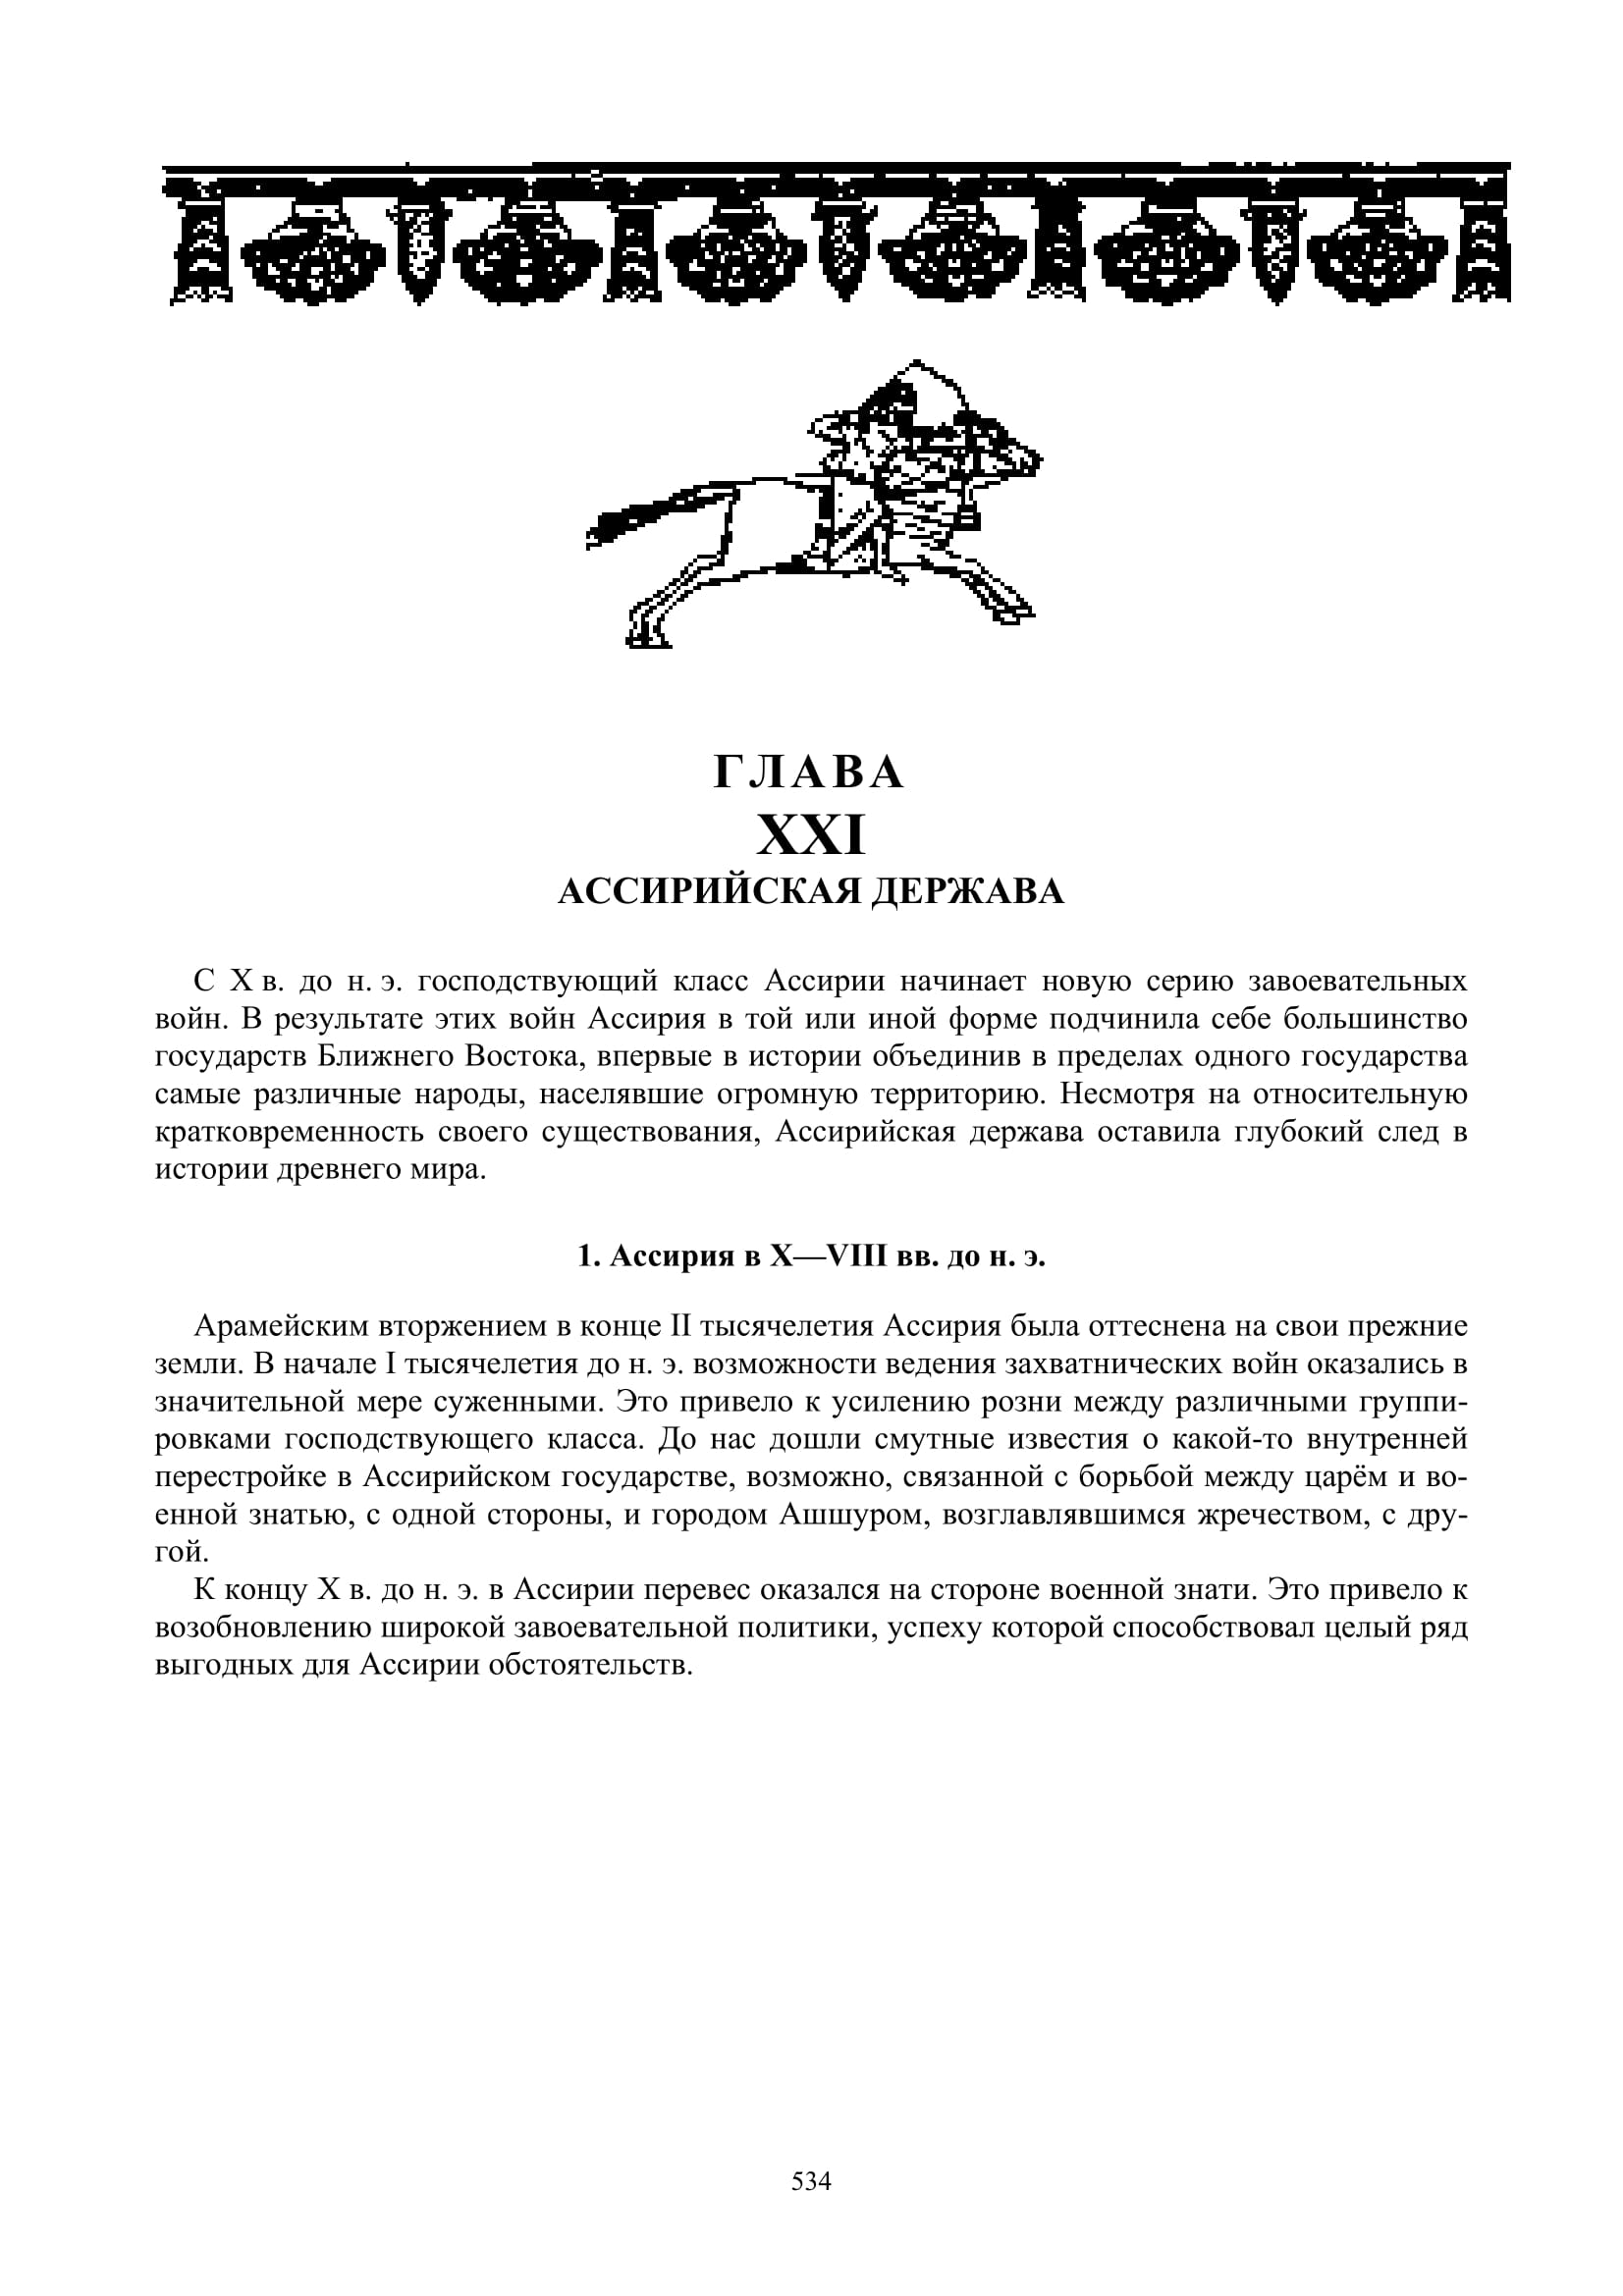 ГЛАВА
XXI
АССИРИЙСКАЯ ДЕРЖАВА
С X в. до н. э. господствующий класс Ассирии начинает новую серию завоевательных
войн. В результате этих войн Ассирия в той или иной форме подчинила себе большинство
государств Ближнего Востока, впервые в истории объединив в пределах одного государства
самые различные народы, населявшие огромную территорию. Несмотря на относительную
кратковременность своего существования, Ассирийская держава оставила глубокий след в
истории древнего мира.
1. Ассирия в X—VIII вв. до н. э.
Арамейским вторжением в конце II тысячелетия Ассирия была оттеснена на свои прежние
земли. В начале I тысячелетия до н. э. возможности ведения захватнических войн оказались в
значительной мере суженными. Это привело к усилению розни между различными группи-
ровками господствующего класса. До нас дошли смутные известия о какой-то внутренней
перестройке в Ассирийском государстве, возможно, связанной с борьбой между царём и во-
енной знатью, с одной стороны, и городом Ашшуром, возглавлявшимся жречеством, с дру-
гой.
К концу X в. до н. э. в Ассирии перевес оказался на стороне военной знати. Это привело к
возобновлению широкой завоевательной политики, успеху которой способствовал целый ряд
выгодных для Ассирии обстоятельств.
534